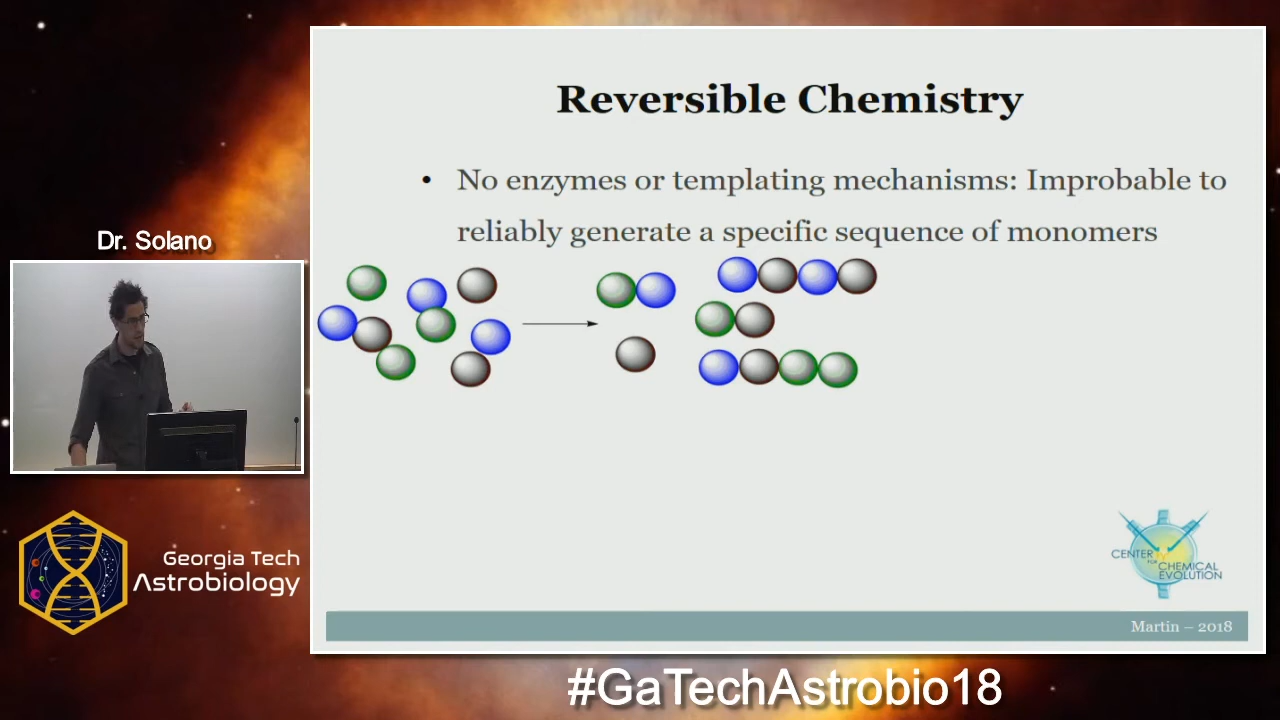 Reversible Chemistry
• No enzymes or templating mechanisms: Improbable to
reliably generate a specific sequence of monomers
Dr. Solano
Georgia Tech
Astrobiology
CENTER
FOR
CHEMICAL
EVOLUTION
Martin – 2018
#GaTechAstrobio18